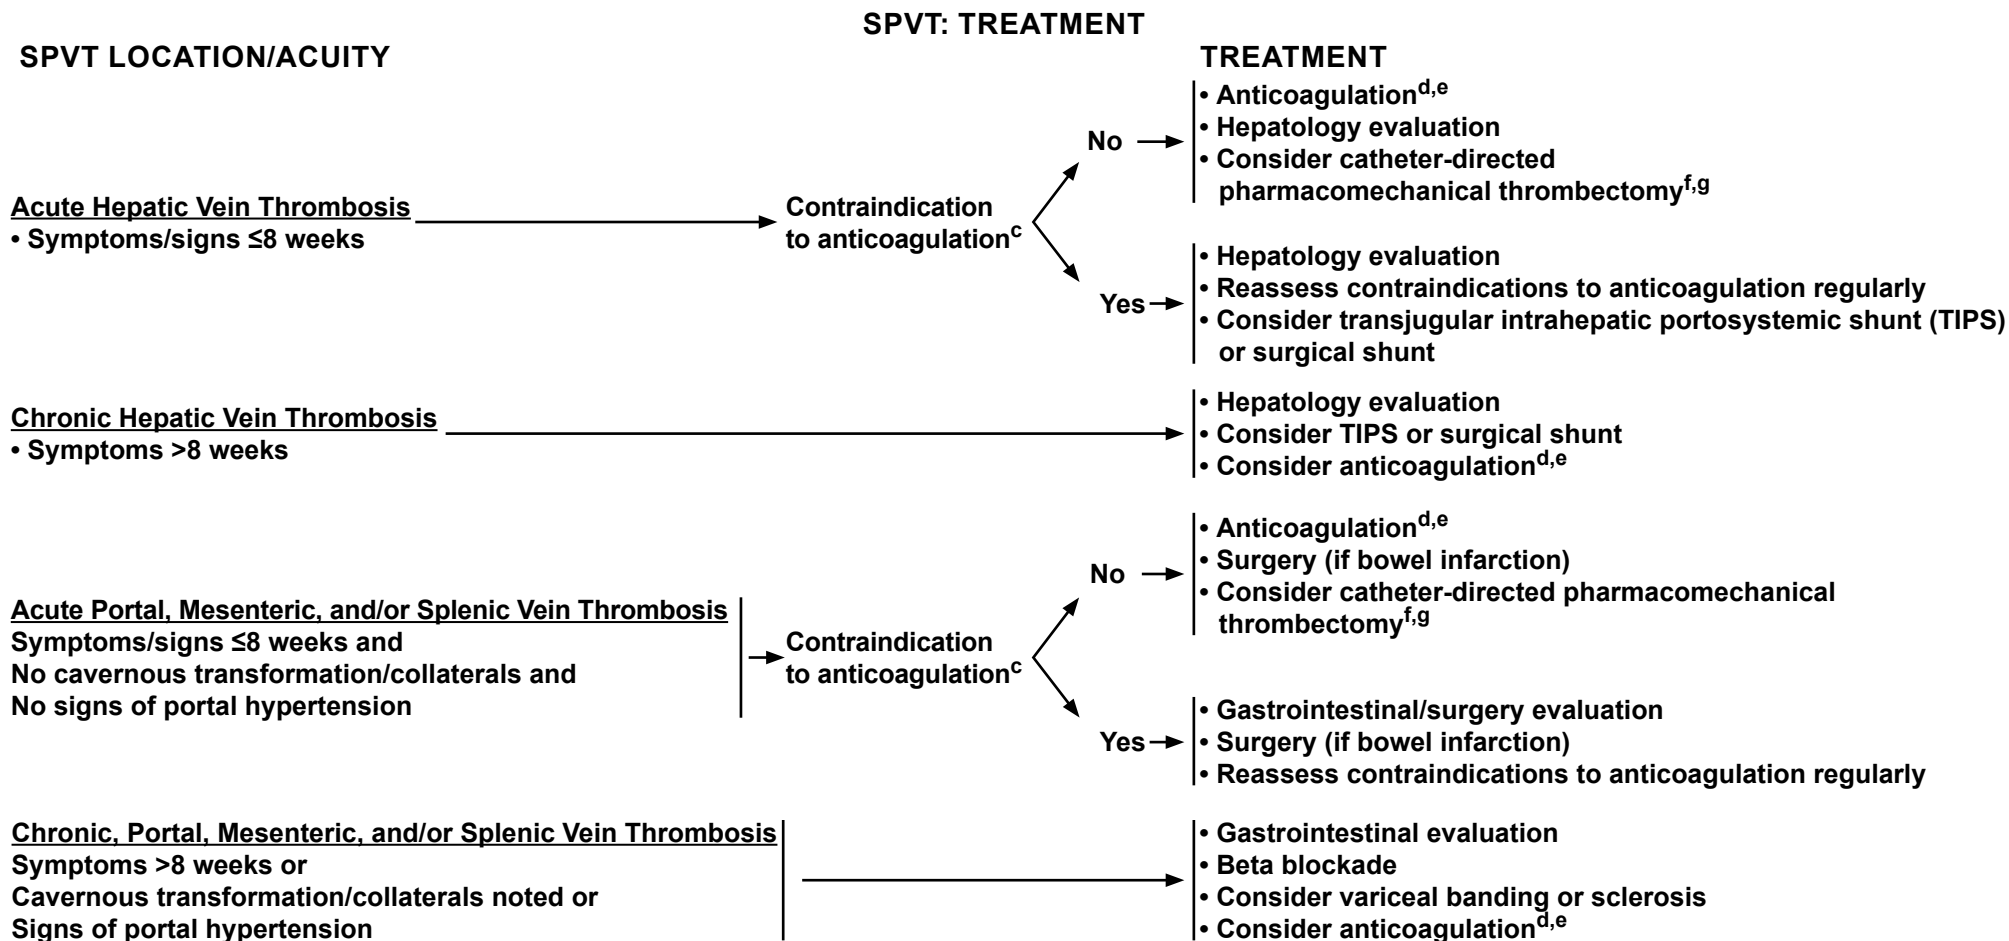 SPVT: TREATMENT
SPVT LOCATION/ACUITY
TREATMENT
Acute Hepatic Vein Thrombosis
• Symptoms/signs ≤8 weeks
Contraindication
to anticoagulationc
No
• Anticoagulationd,e
• Hepatology evaluation
• Consider catheter-directed
pharmacomechanical thrombectomyf,g
Yes
• Hepatology evaluation
• Reassess contraindications to anticoagulation regularly
• Consider transjugular intrahepatic portosystemic shunt (TIPS)
or surgical shunt
Chronic Hepatic Vein Thrombosis
• Symptoms >8 weeks
• Hepatology evaluation
• Consider TIPS or surgical shunt
• Consider anticoagulationd,e
Acute Portal, Mesenteric, and/or Splenic Vein Thrombosis
Symptoms/signs ≤8 weeks and
No cavernous transformation/collaterals and
No signs of portal hypertension
Contraindication
to anticoagulationc
No
• Anticoagulationd,e
• Surgery (if bowel infarction)
• Consider catheter-directed pharmacomechanical
thrombectomyf,g
Yes
• Gastrointestinal/surgery evaluation
• Surgery (if bowel infarction)
• Reassess contraindications to anticoagulation regularly
Chronic, Portal, Mesenteric, and/or Splenic Vein Thrombosis
Symptoms >8 weeks or
Cavernous transformation/collaterals noted or
Signs of portal hypertension
• Gastrointestinal evaluation
• Beta blockade
• Consider variceal banding or sclerosis
• Consider anticoagulationd,e